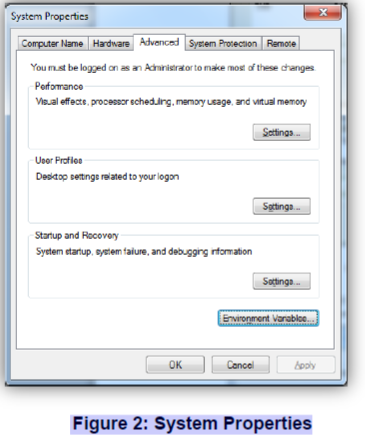 System Properties
Computer Name Hardware Advanced System Protection Remote
You must be logged on as an Administrator to make most of these changes.
Performance
Visual effects, processor scheduling, memory usage, and virtual memory
Settings...
User Profiles
Desktop settings related to your logon
Settings...
Startup and Recovery
System startup, system failure, and debugging information
Settings...
Environment Variables...
OK Cancel Apply
Figure 2: System Properties